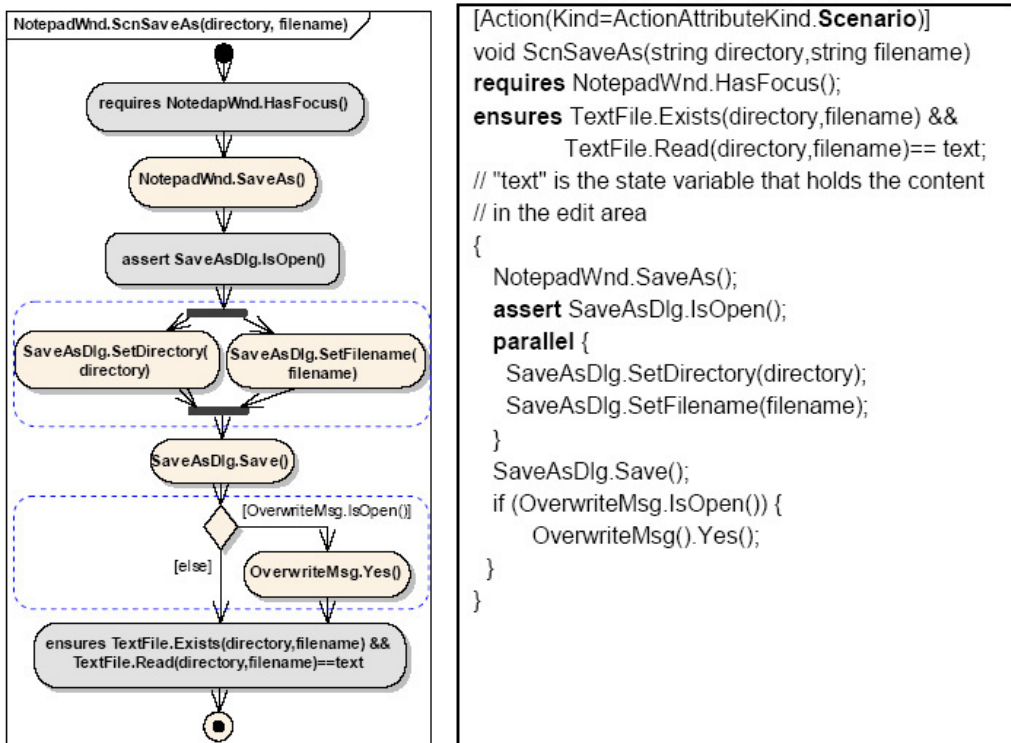 NotepadWnd.ScnSaveAs(directory, filename)
requires NotedapWnd.HasFocus()
NotepadWnd.SaveAs()
assert SaveAsDlg.IsOpen()
SaveAsDlg.SetDirectory(
directory)
SaveAsDlg.SetFilename(
filename)
SaveAsDlg.Save()
[OverwriteMsg.IsOpen()]
[else]
OverwriteMsg.Yes()
ensures TextFile.Exists(directory,filename) &&
TextFile.Read(directory,filename)==text
[Action(Kind=ActionAttributeKind.Scenario)]
void ScnSaveAs(string directory,string filename)
requires NotepadWnd.HasFocus();
ensures TextFile.Exists(directory,filename) &&
TextFile.Read(directory,filename)== text;
// "text" is the state variable that holds the content
// in the edit area
{
NotepadWnd.SaveAs();
assert SaveAsDlg.IsOpen();
parallel {
SaveAsDlg.SetDirectory(directory);
SaveAsDlg.SetFilename(filename);
}
SaveAsDlg.Save();
if (OverwriteMsg.IsOpen()) {
OverwriteMsg().Yes();
}
}